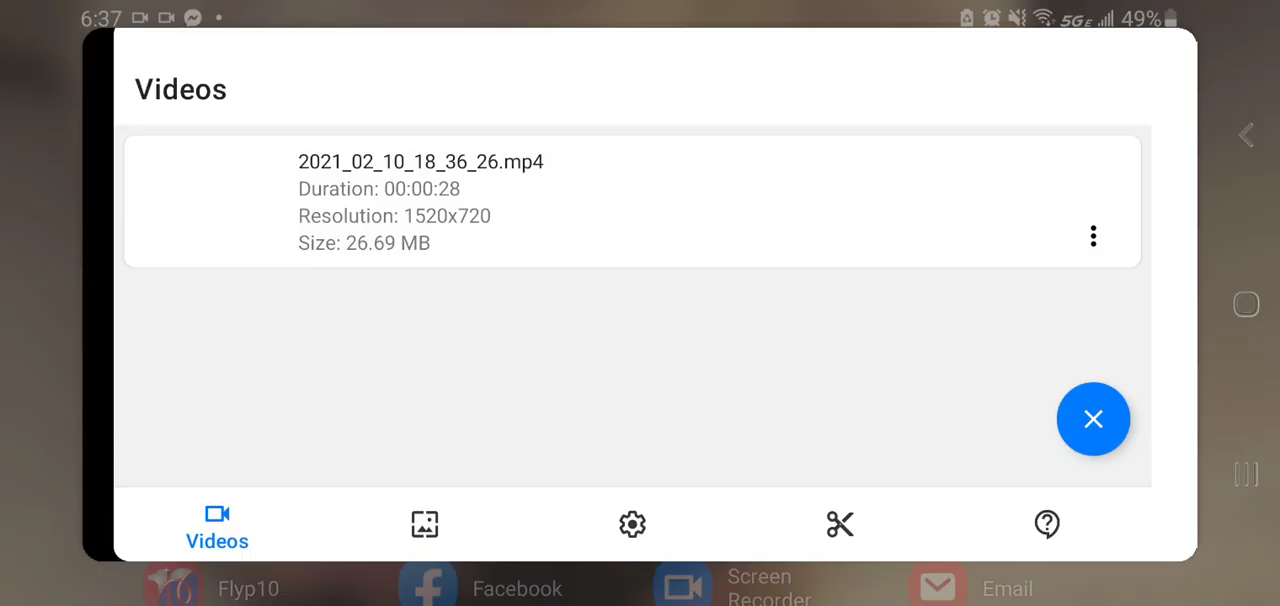 6:37
5GE 49%
Videos
2021_02_10_18_36_26.mp4
Duration: 00:00:28
Resolution: 1520x720
Size: 26.69 MB
Videos
Flyp10
Facebook
Screen
Recorder
Email